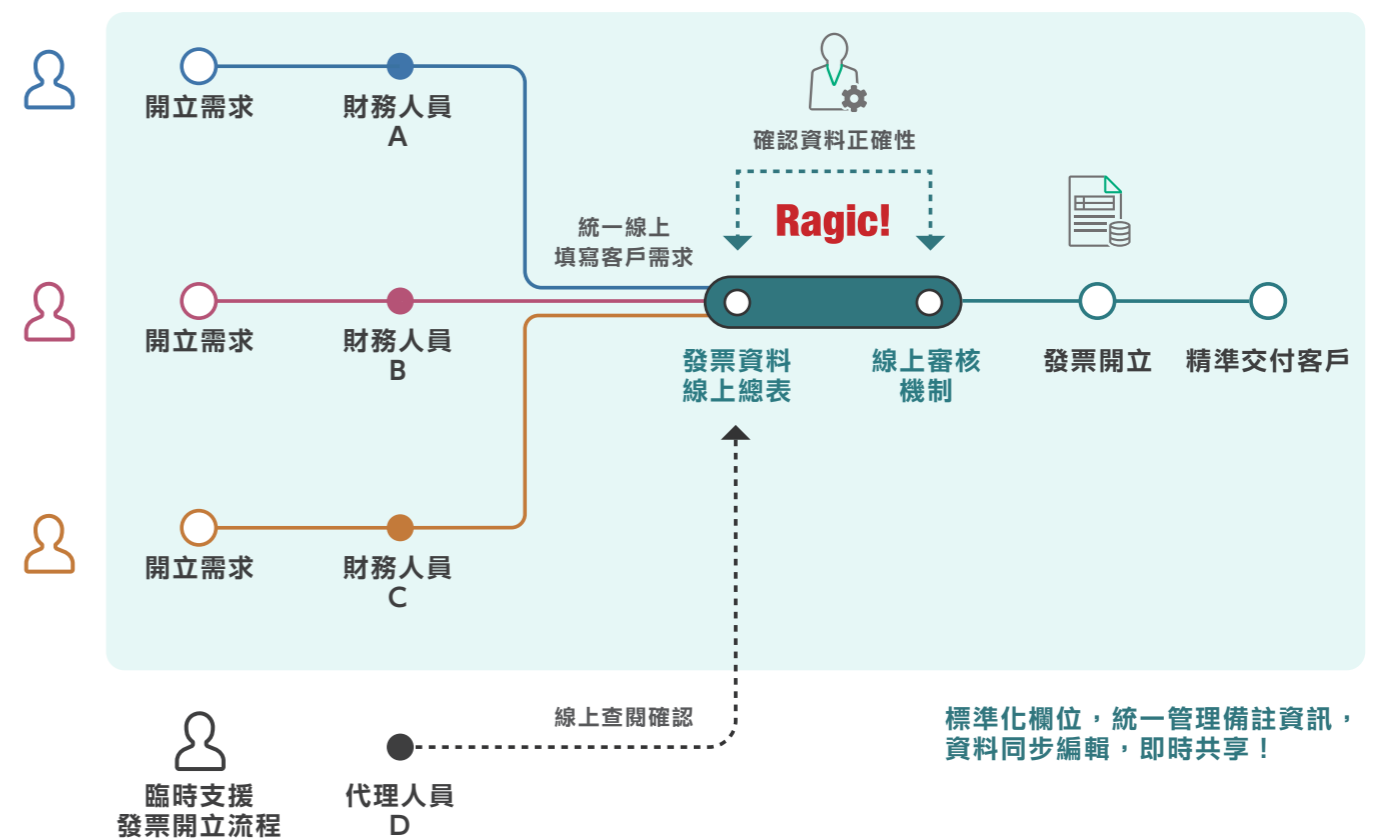 開立需求
財務人員
A
確認資料正確性
Ragic!
統一線上
填寫客戶需求
開立需求
財務人員
B
發票資料
線上總表
線上審核
機制
發票開立
精準交付客戶
開立需求
財務人員
C
線上查閱確認
標準化欄位，統一管理備註資訊，
資料同步編輯，即時共享！
臨時支援
發票開立流程
代理人員
D